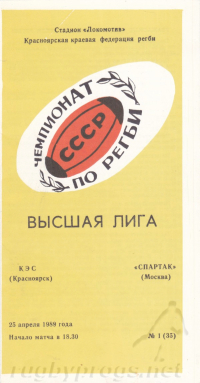 Стадион «Локомотив»
Красноярская краевая федерация регби
ЧЕМПИОНАТ
СССР
ПО РЕГБИ
ВЫСШАЯ ЛИГА
КЭС
(Красноярск)
«СПАРТАК»
(Москва)
25 апреля 1989 года
Начало матча в 18.30
№ 1 (35)
rugbyprogs.net